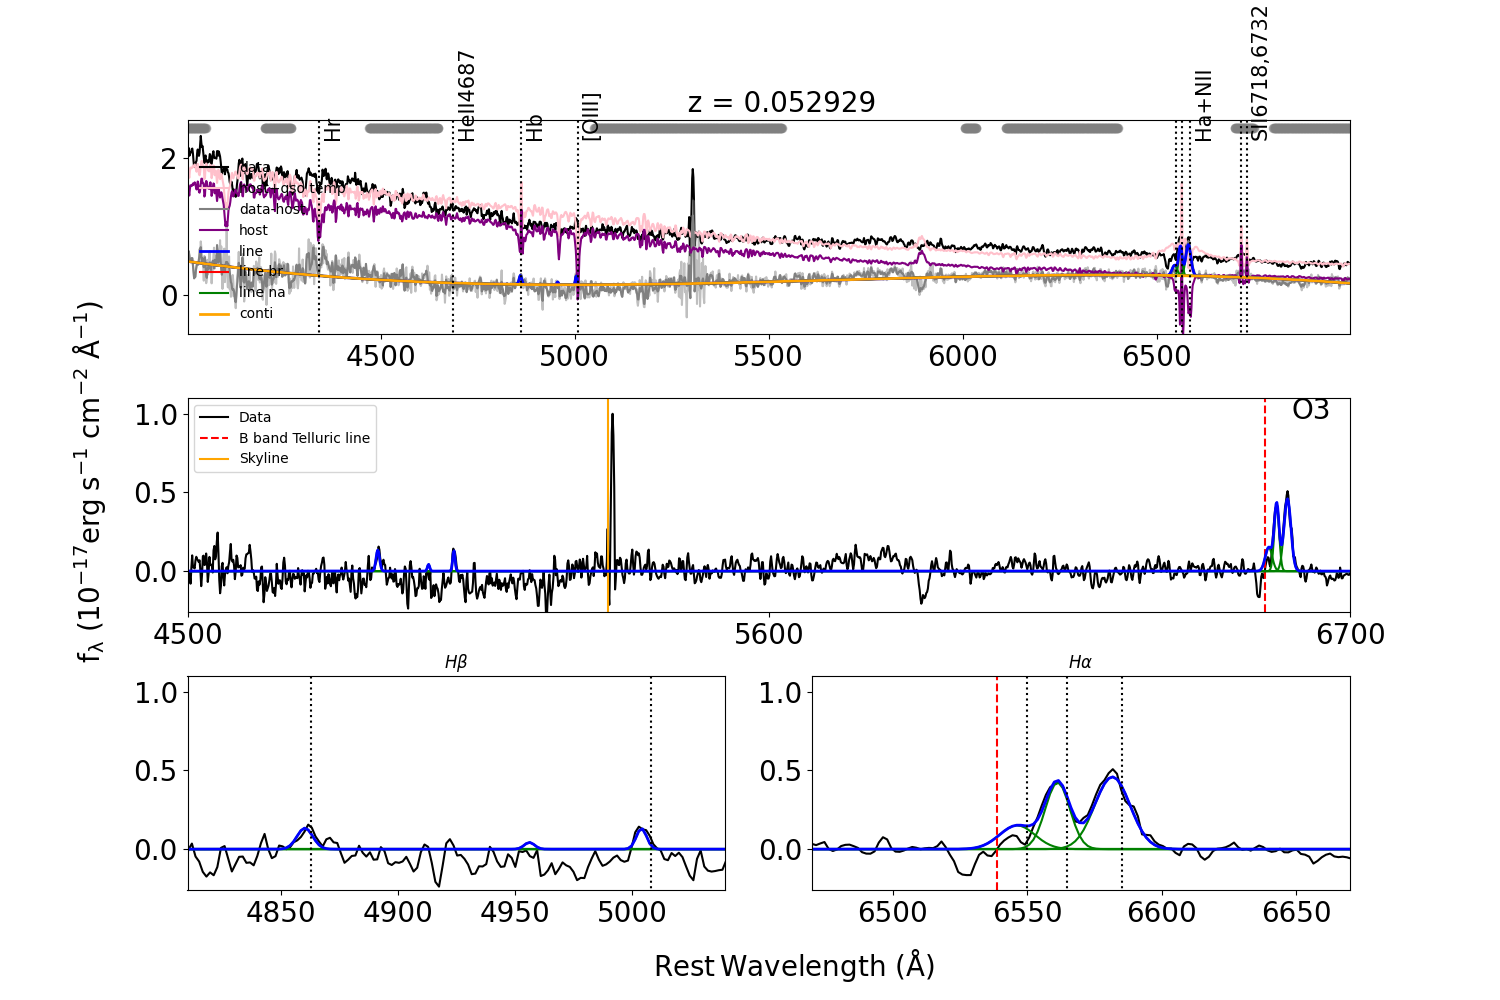 z = 0.052929
Hr
HeII4687
Hb
[OIII]
Ha+NII
SII6718,6732
2
0
data
host+qso temp
data-host
host
line
line br
line na
conti
4500 5000 5500 6000 6500
fλ (10⁻¹⁷erg s⁻¹ cm⁻² Å⁻¹)
1.0
0.5
0.0
Data
B band Telluric line
Skyline
O3
4500 5600 6700
Hβ
1.0
0.5
0.0
4850 4900 4950 5000
Hα
1.0
0.5
0.0
6500 6550 6600 6650
Rest Wavelength (Å)